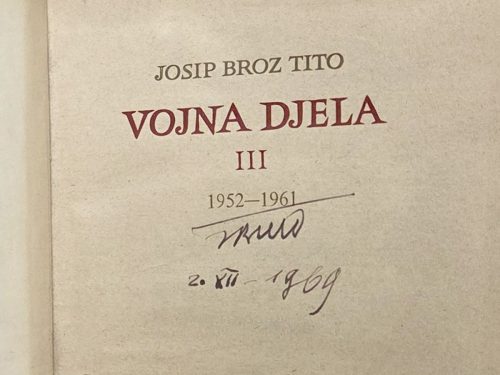 JOSIP BROZ TITO
VOJNA DJELA
III
1952—1961
2. XII - 1969